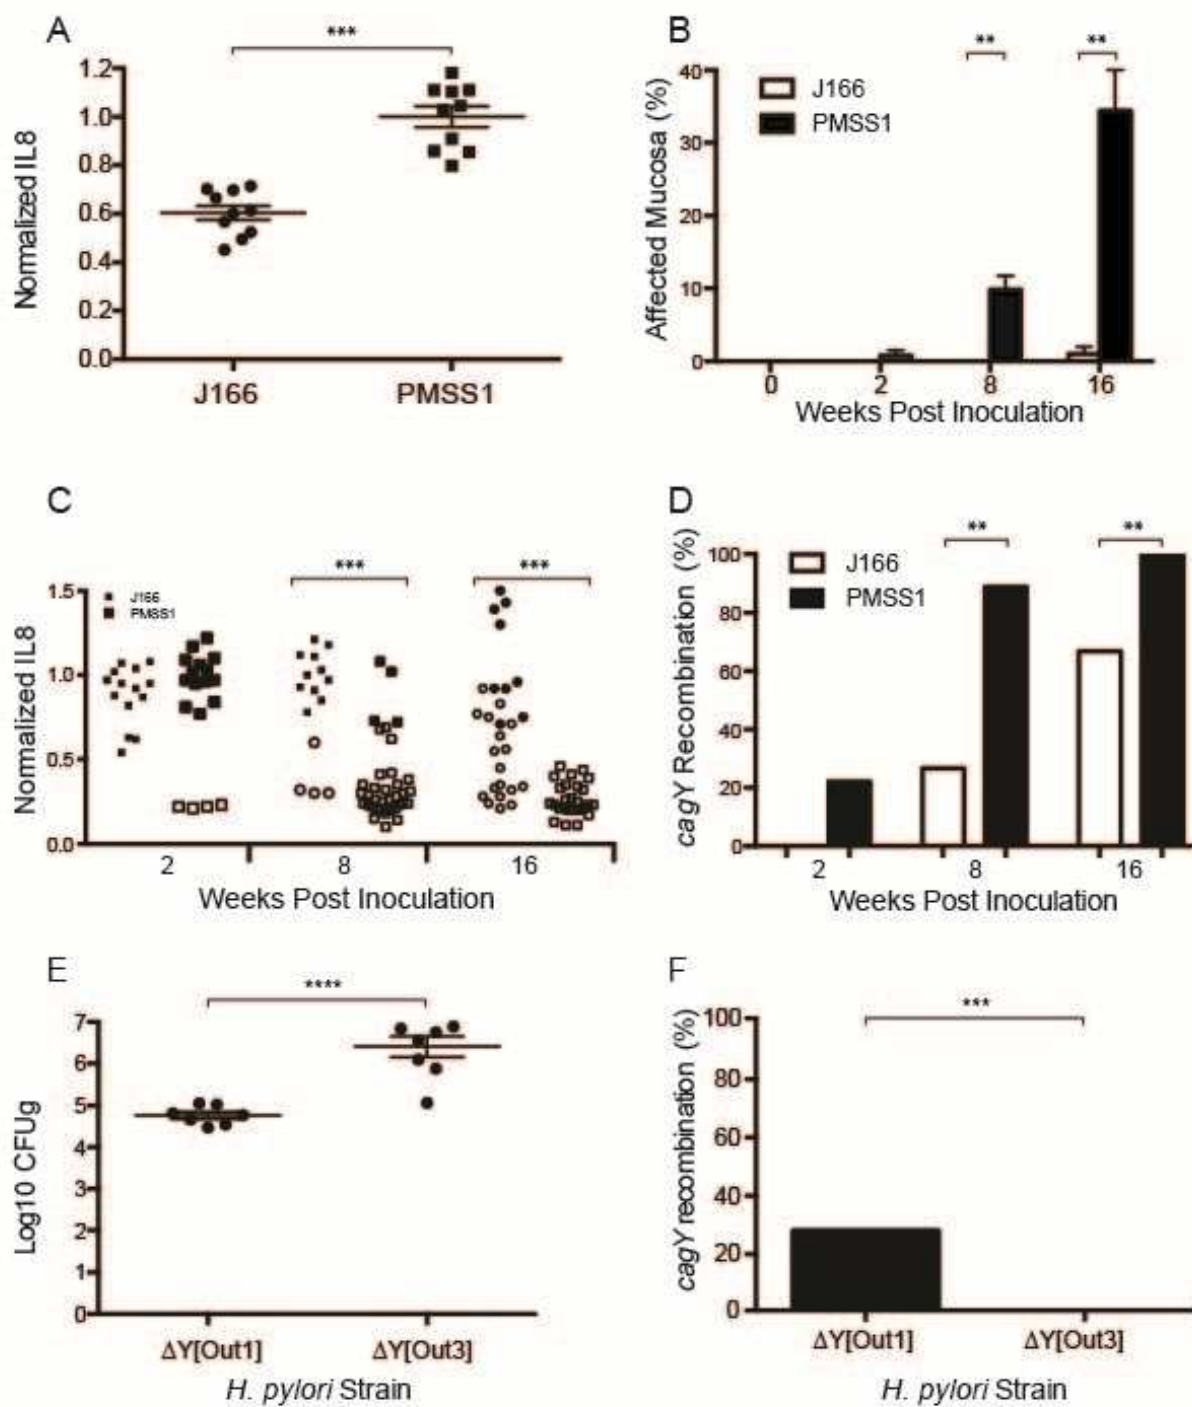 A
***
Normalized IL8
1.2
1.0
0.8
0.6
0.4
0.2
0.0
J166
PMSS1
B
**
**
J166
PMSS1
Affected Mucosa (%)
40
30
20
10
0
0
2
8
16
Weeks Post Inoculation
C
***
***
J166
PMSS1
Normalized IL8
1.5
1.0
0.5
0.0
2
8
16
Weeks Post Inoculation
D
**
**
J166
PMSS1
cagY Recombination (%)
100
80
60
40
20
0
2
8
16
Weeks Post Inoculation
E
****
Log10 CFUg
7
6
5
4
3
2
1
0
ΔY[Out1]
ΔY[Out3]
H. pylori Strain
F
***
cagY recombination (%)
100
80
60
40
20
0
ΔY[Out1]
ΔY[Out3]
H. pylori Strain